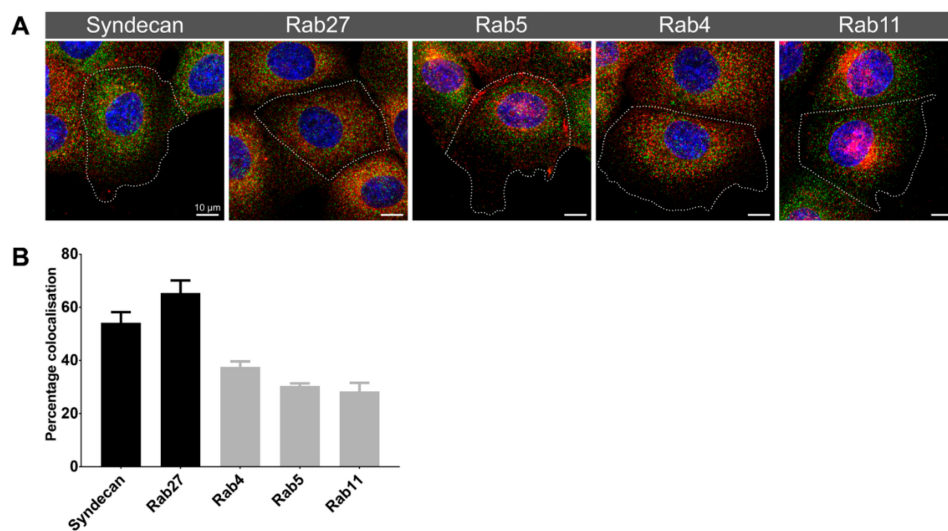 A
Syndecan Rab27 Rab5 Rab4 Rab11
10 µm
B
Percentage colocalisation
80
60
40
20
0
Syndecan Rab27 Rab4 Rab5 Rab11